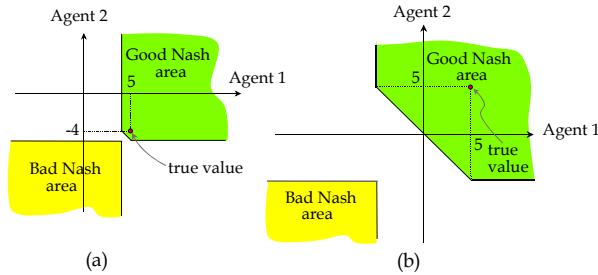 Agent 2
Good Nash
area
5
Agent 1
-4
Bad Nash
area
true value
(a)
Agent 2
Good Nash
area
5
Agent 1
5
true
value
Bad Nash
area
(b)